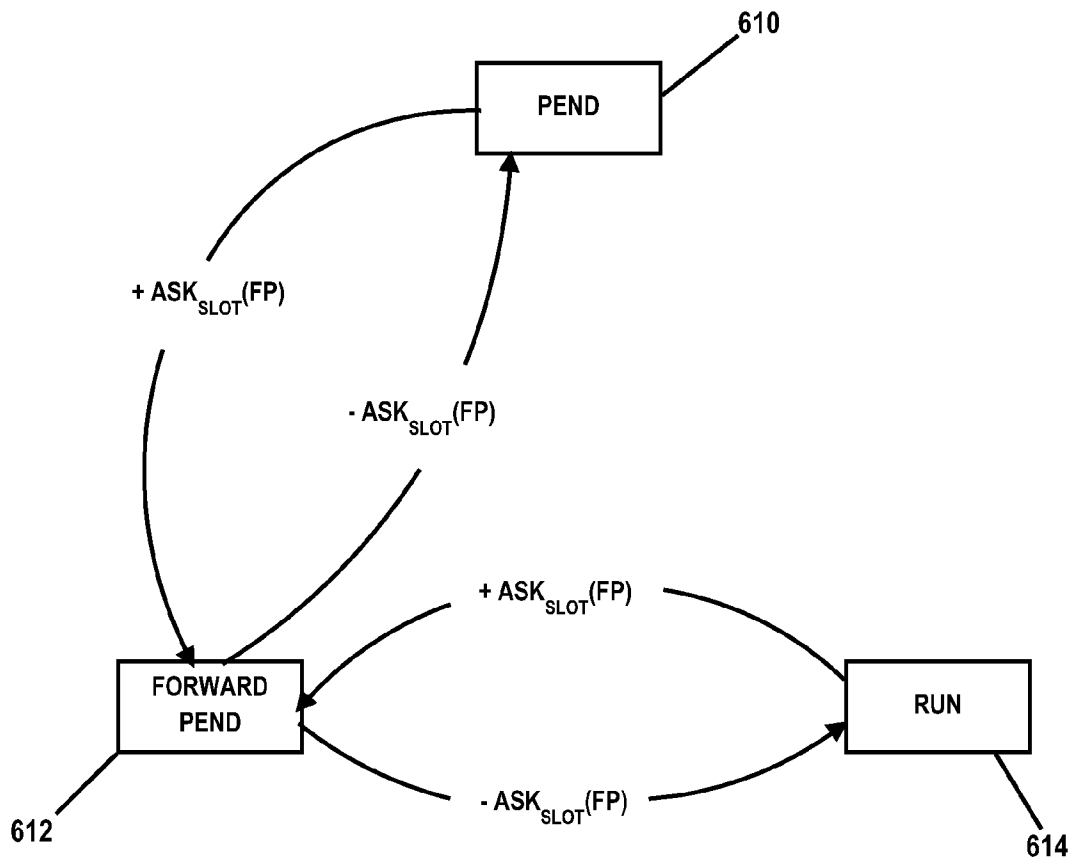 610
PEND
+ ASK_SLOT(FP)
- ASK_SLOT(FP)
+ ASK_SLOT(FP)
FORWARD
PEND
RUN
- ASK_SLOT(FP)
612
614